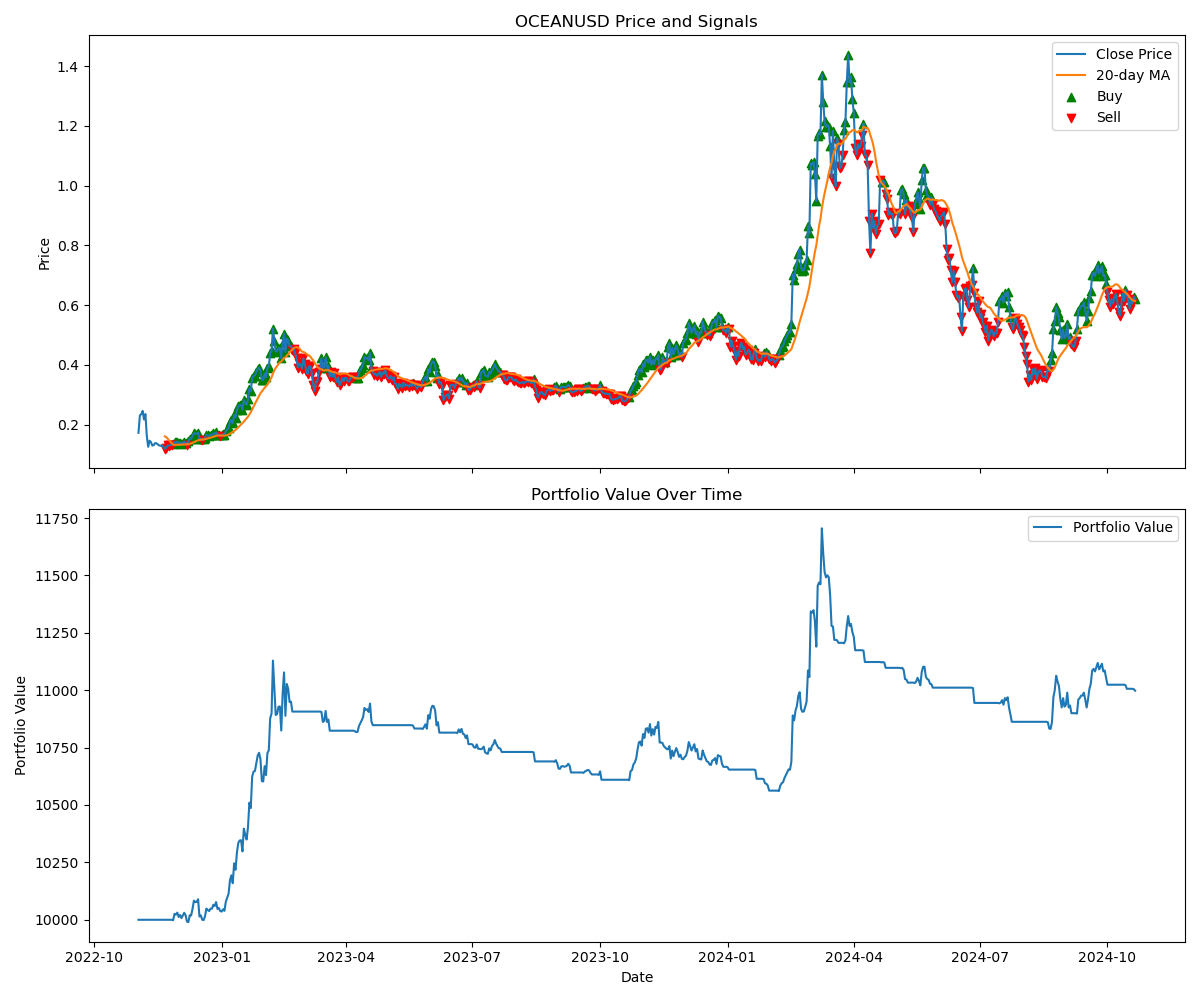 OCEANUSD Price and Signals
Price
1.4
1.2
1.0
0.8
0.6
0.4
0.2
Close Price
20-day MA
Buy
Sell
Portfolio Value Over Time
Portfolio Value
11750
11500
11250
11000
10750
10500
10250
10000
Portfolio Value
2022-10 2023-01 2023-04 2023-07 2023-10 2024-01 2024-04 2024-07 2024-10
Date